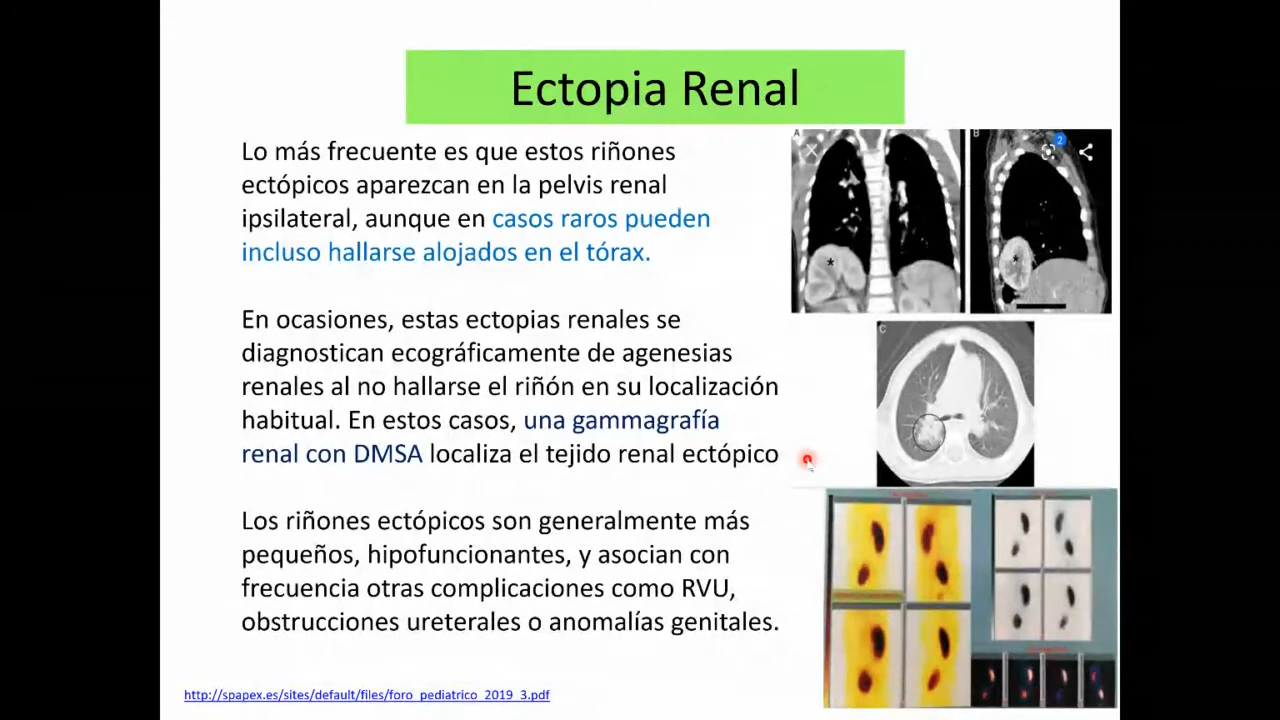 Ectopia Renal
Lo más frecuente es que estos riñones
ectópicos aparezcan en la pelvis renal
ipsilateral, aunque en casos raros pueden
incluso hallarse alojados en el tórax.
En ocasiones, estas ectopias renales se
diagnostican ecográficamente de agenesias
renales al no hallarse el riñón en su localización
habitual. En estos casos, una gammagrafía
renal con DMSA localiza el tejido renal ectópico
Los riñones ectópicos son generalmente más
pequeños, hipofuncionantes, y asocian con
frecuencia otras complicaciones como RVU,
obstrucciones ureterales o anomalías genitales.
http://spapex.es/sites/default/files/foro_pediatrico_2019_3.pdf
A
B
2
C